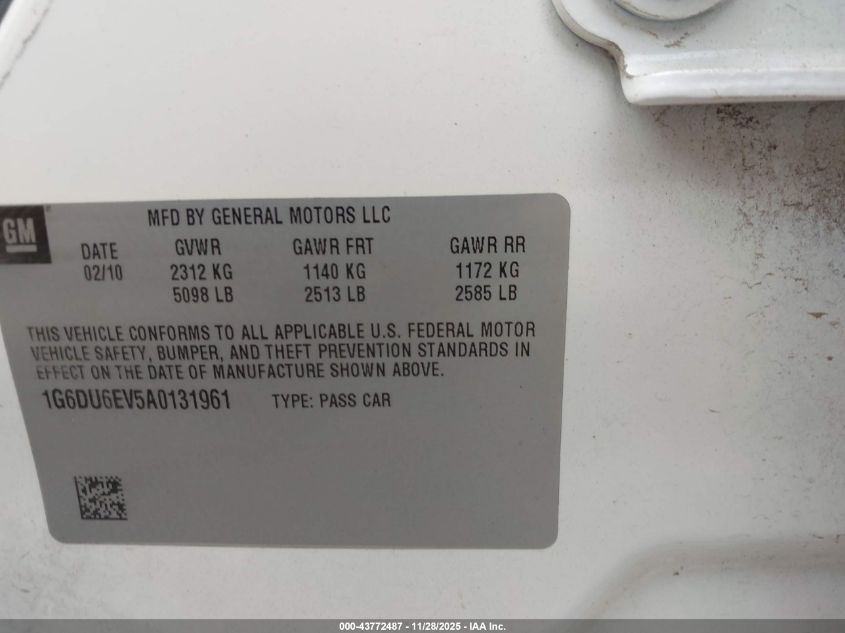 GM
MFD BY GENERAL MOTORS LLC
DATE GVWR GAWR FRT GAWR RR
02/10 2312 KG 1140 KG 1172 KG
5098 LB 2513 LB 2585 LB
THIS VEHICLE CONFORMS TO ALL APPLICABLE U.S. FEDERAL MOTOR
VEHICLE SAFETY, BUMPER, AND THEFT PREVENTION STANDARDS IN
EFFECT ON THE DATE OF MANUFACTURE SHOWN ABOVE.
1G6DU6EV5A0131961 TYPE: PASS CAR
000-43772487 - 11/28/2025 - IAA Inc.